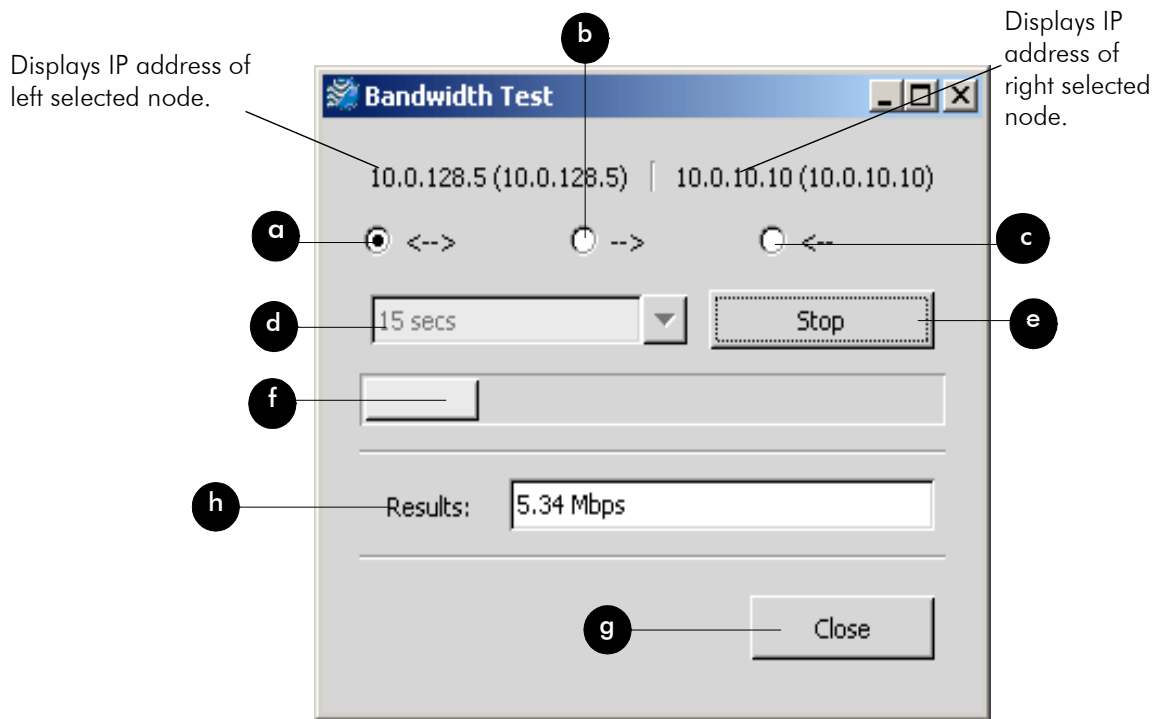 Displays IP address of
left selected node.
b
Displays IP
address of
right selected
node.
Bandwidth Test
10.0.128.5 (10.0.128.5) 10.0.10.10 (10.0.10.10)
a <--> --> <-- c
d 15 secs Stop e
f
h Results: 5.34 Mbps
g Close